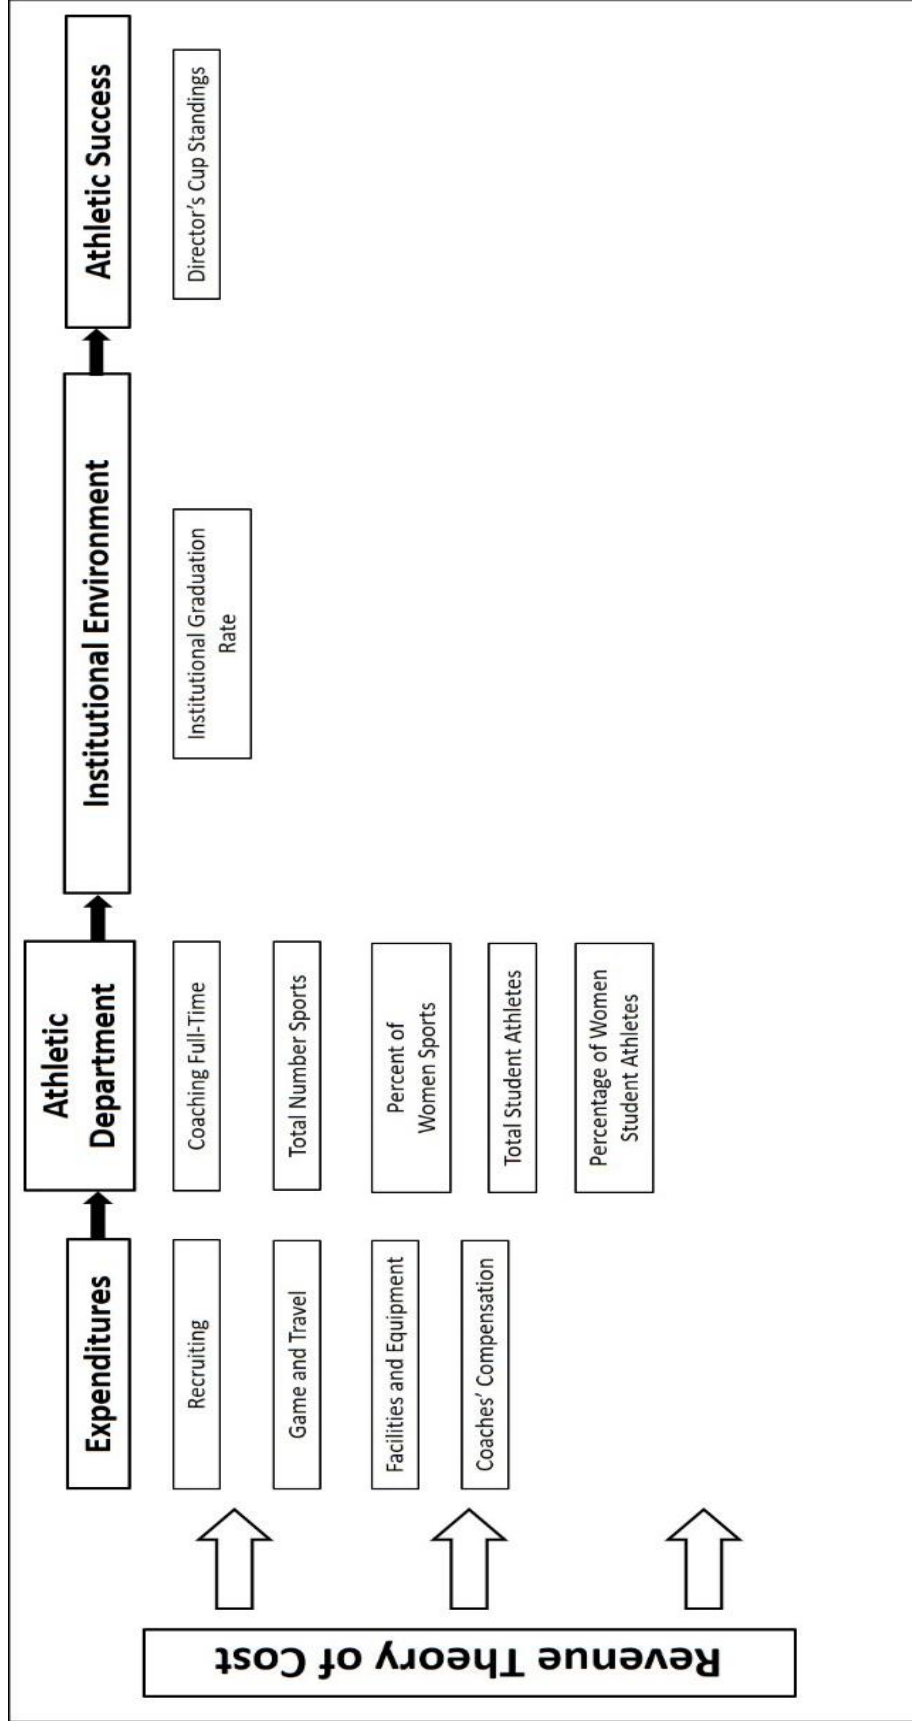 Revenue Theory of Cost
Expenditures
Recruiting
Game and Travel
Facilities and Equipment
Coaches' Compensation
Athletic
Department
Coaching Full-Time
Total Number Sports
Percent of
Women Sports
Total Student Athletes
Percentage of Women
Student Athletes
Institutional Environment
Institutional Graduation
Rate
Athletic Success
Director's Cup Standings